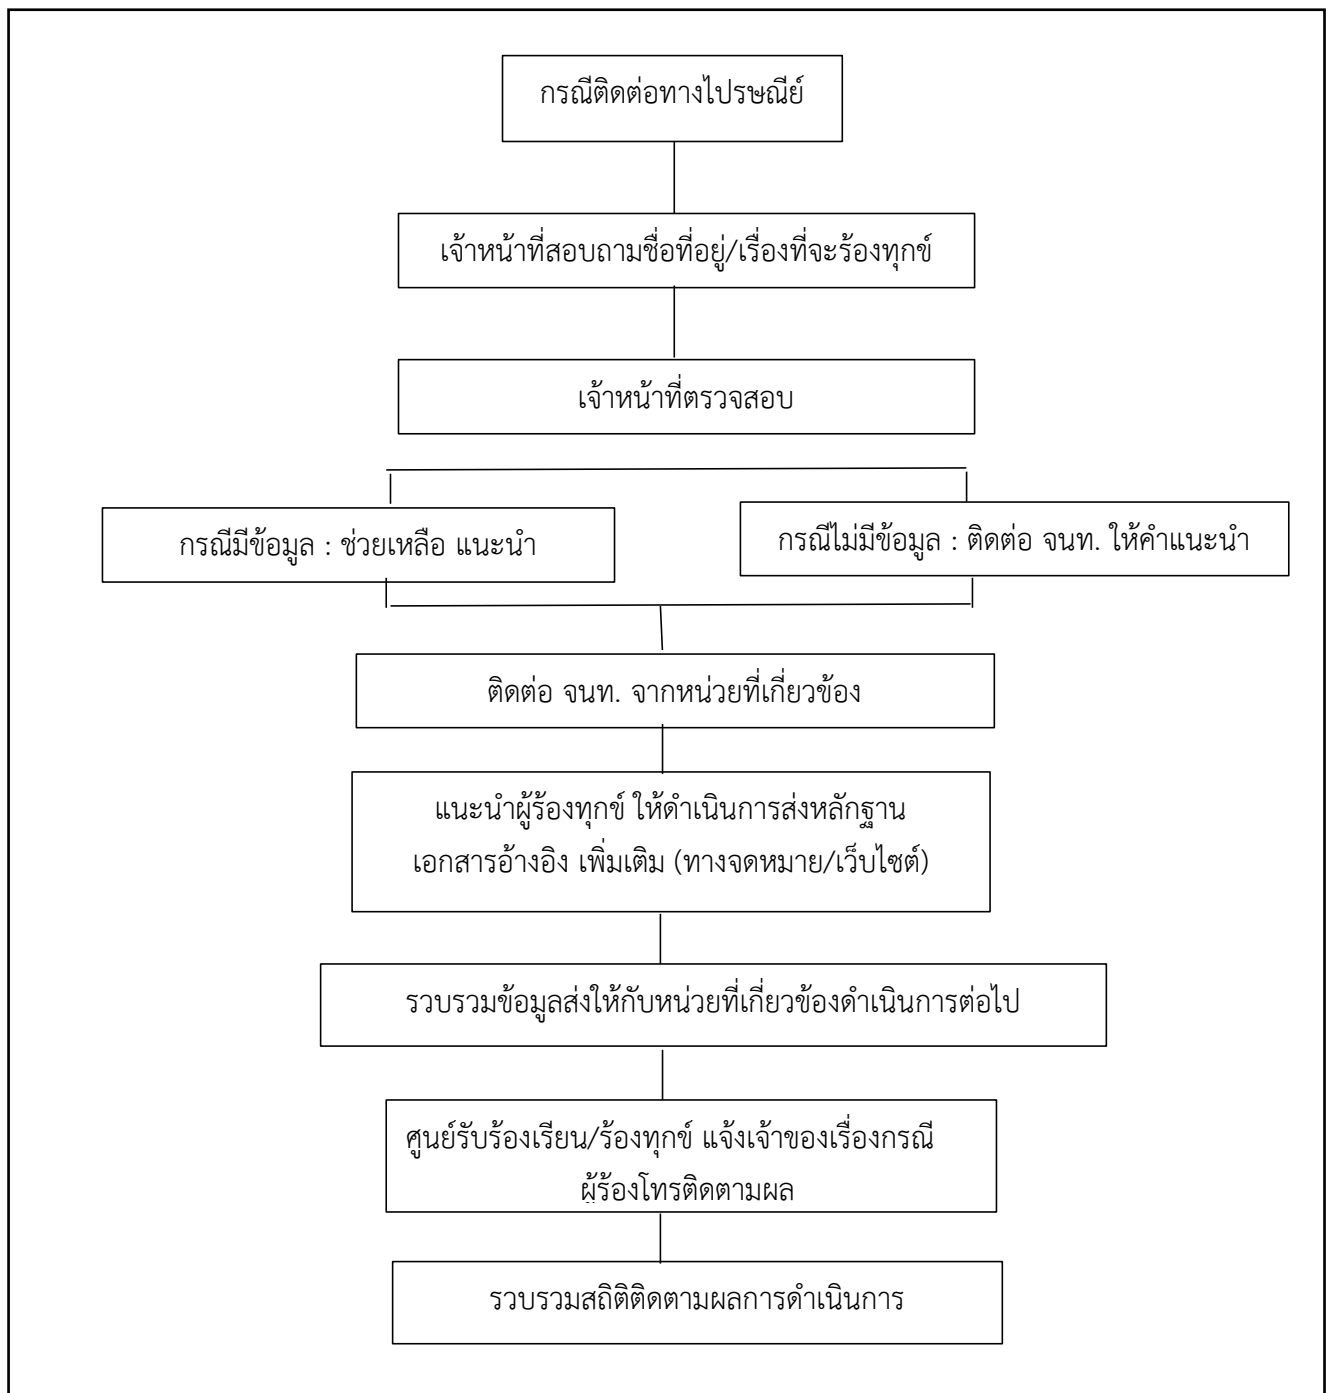 กรณีติดต่อทางไปรษณีย์
เจ้าหน้าที่สอบถามชื่อที่อยู่/เรื่องที่จะร้องทุกข์
เจ้าหน้าที่ตรวจสอบ
กรณีมีข้อมูล : ช่วยเหลือ แนะนำ
กรณีไม่มีข้อมูล : ติดต่อ จนท. ให้คำแนะนำ
ติดต่อ จนท. จากหน่วยที่เกี่ยวข้อง
แนะนำผู้ร้องทุกข์ ให้ดำเนินการส่งหลักฐาน
เอกสารอ้างอิง เพิ่มเติม (ทางจดหมาย/เว็บไซต์)
รวบรวมข้อมูลส่งให้กับหน่วยที่เกี่ยวข้องดำเนินการต่อไป
ศูนย์รับร้องเรียน/ร้องทุกข์ แจ้งเจ้าของเรื่องกรณี
ผู้ร้องโทรติดตามผล
รวบรวมสถิติติดตามผลการดำเนินการ